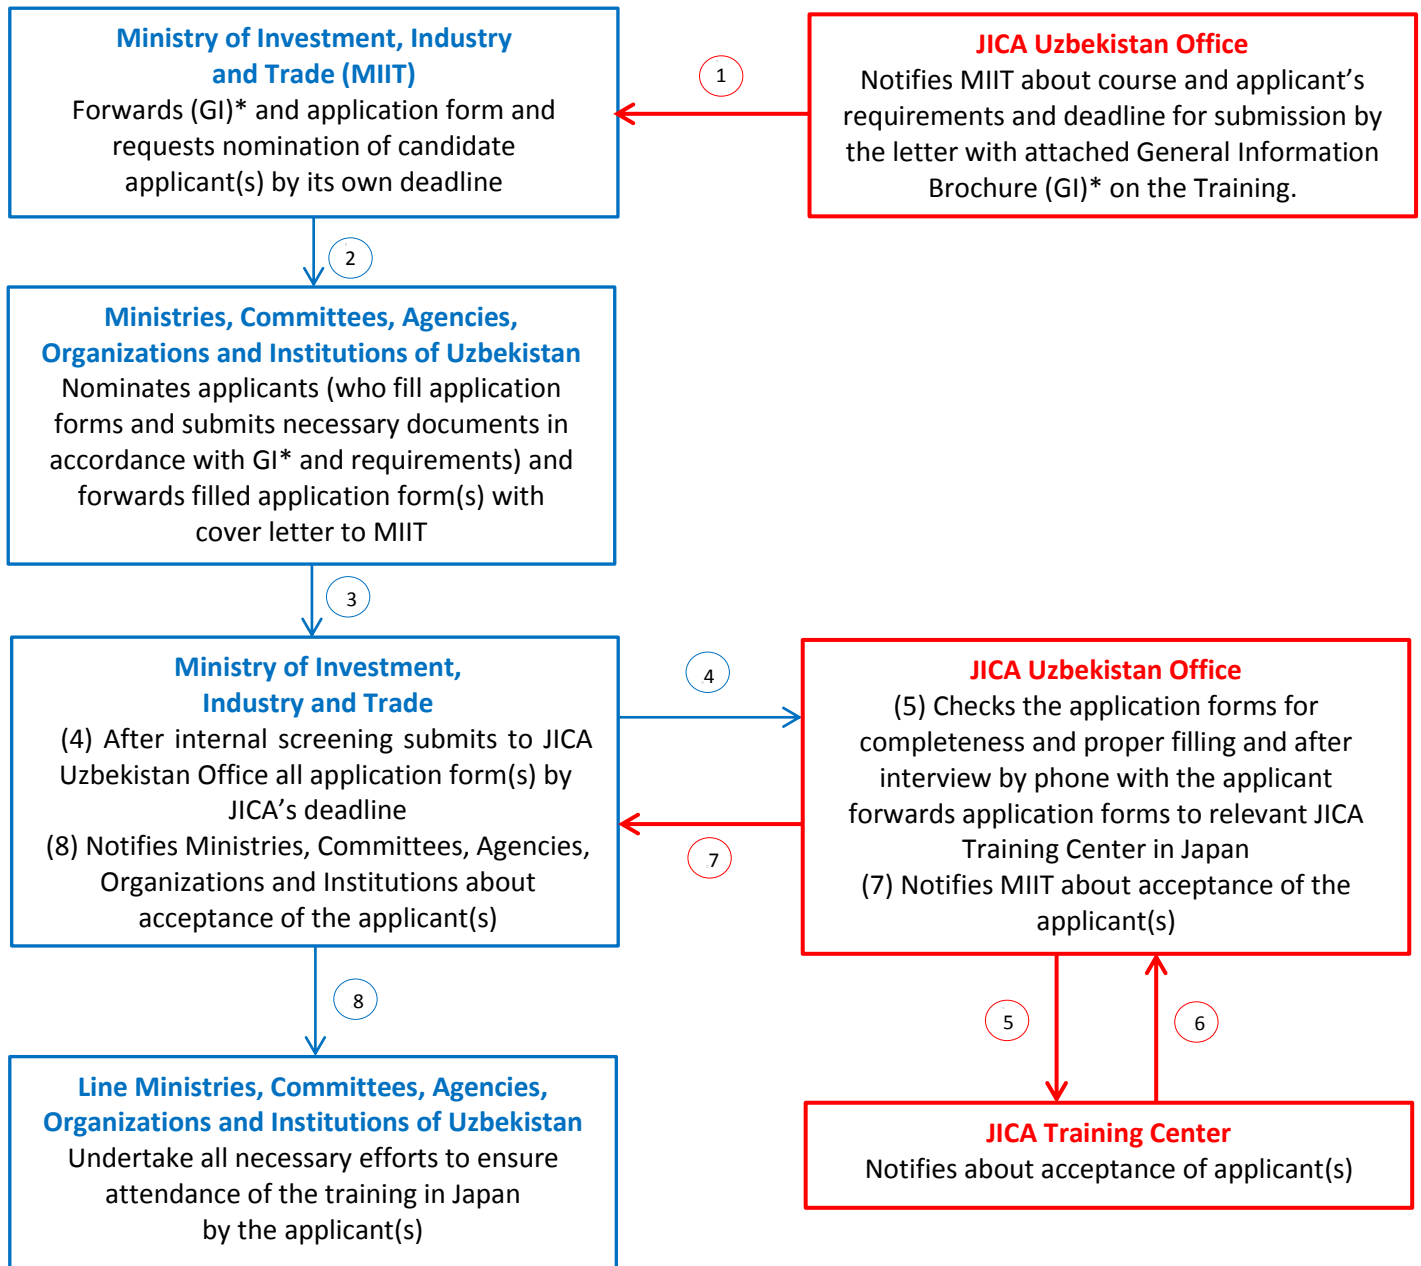 Ministry of Investment, Industry
and Trade (MIIT)
Forwards (GI)* and application form and
requests nomination of candidate
applicant(s) by its own deadline
1
JICA Uzbekistan Office
Notifies MIIT about course and applicant’s
requirements and deadline for submission by
the letter with attached General Information
Brochure (GI)* on the Training.
2
Ministries, Committees, Agencies,
Organizations and Institutions of Uzbekistan
Nominates applicants (who fill application
forms and submits necessary documents in
accordance with GI* and requirements) and
forwards filled application form(s) with
cover letter to MIIT
3
Ministry of Investment,
Industry and Trade
(4) After internal screening submits to JICA
Uzbekistan Office all application form(s) by
JICA’s deadline
(8) Notifies Ministries, Committees, Agencies,
Organizations and Institutions about
acceptance of the applicant(s)
4
7
JICA Uzbekistan Office
(5) Checks the application forms for
completeness and proper filling and after
interview by phone with the applicant
forwards application forms to relevant JICA
Training Center in Japan
(7) Notifies MIIT about acceptance of the
applicant(s)
8
5
6
Line Ministries, Committees, Agencies,
Organizations and Institutions of Uzbekistan
Undertake all necessary efforts to ensure
attendance of the training in Japan
by the applicant(s)
JICA Training Center
Notifies about acceptance of applicant(s)